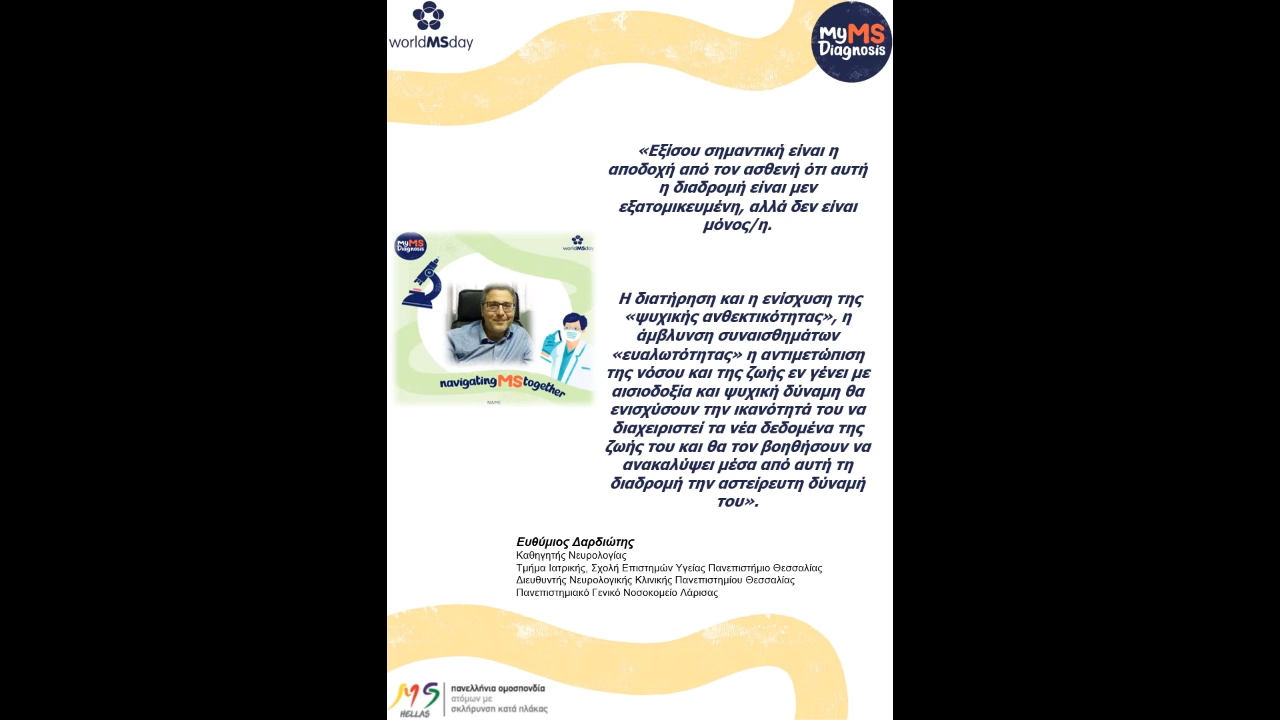 worldMSday
MyMS
Diagnosis
«Εξίσου σημαντική είναι η
αποδοχή από τον ασθενή ότι αυτή
η διαδρομή είναι μεν
εξατομικευμένη, αλλά δεν είναι
μόνος/η.
MyMS
Diagnosis
worldMSday
navigatingMStogether
NAME
Η διατήρηση και η ενίσχυση της
«ψυχικής ανθεκτικότητας», η
άμβλυνση συναισθημάτων
«ευαλωτότητας» η αντιμετώπιση
της νόσου και της ζωής εν γένει με
αισιοδοξία και ψυχική δύναμη θα
ενισχύσουν την ικανότητά του να
διαχειριστεί τα νέα δεδομένα της
ζωής του και θα τον βοηθήσουν να
ανακαλύψει μέσα από αυτή τη
διαδρομή την αστείρευτη δύναμή
του».
Ευθύμιος Δαρδιώτης
Καθηγητής Νευρολογίας
Τμήμα Ιατρικής, Σχολή Επιστημών Υγείας Πανεπιστήμιο Θεσσαλίας
Διευθυντής Νευρολογικής Κλινικής Πανεπιστημίου Θεσσαλίας
Πανεπιστημιακό Γενικό Νοσοκομείο Λάρισας
MS
HELLAS
πανελλήνια ομοσπονδία
ατόμων με
σκλήρυνση κατά πλάκας